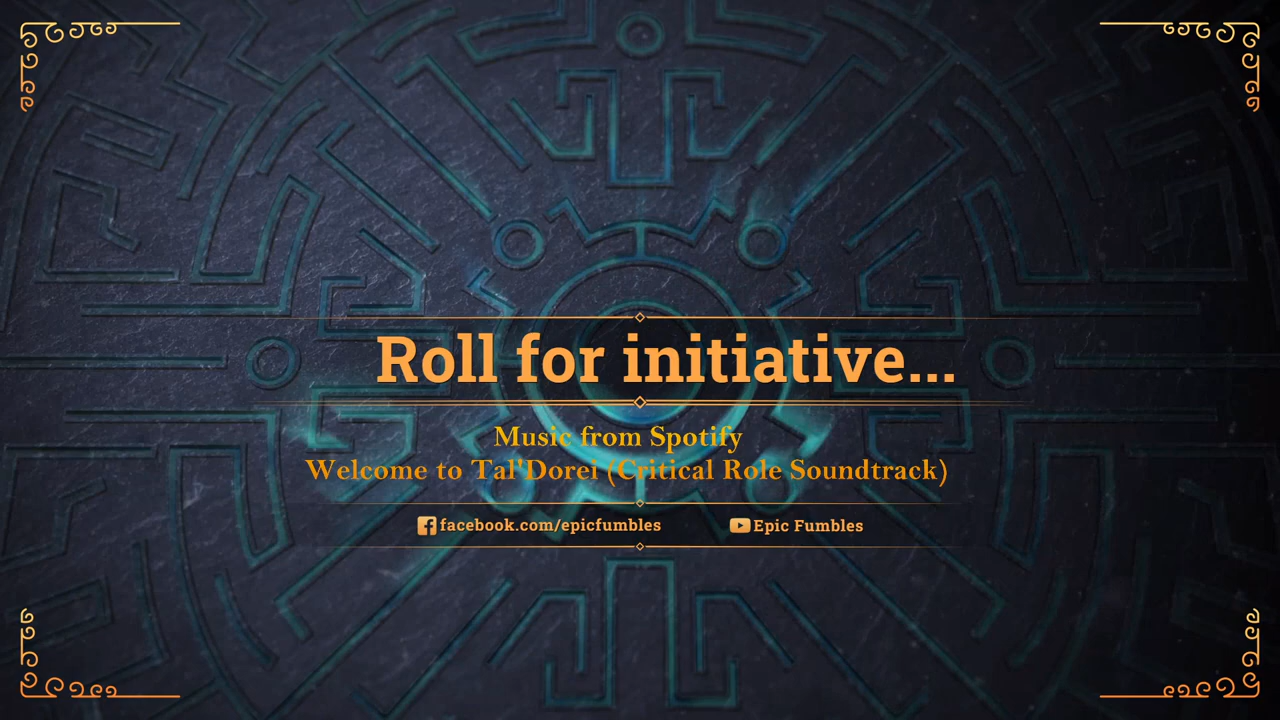 Roll for initiative...
Music from Spotify
Welcome to Tal'Dorei (Critical Role Soundtrack)
facebook.com/epicfumbles Epic Fumbles